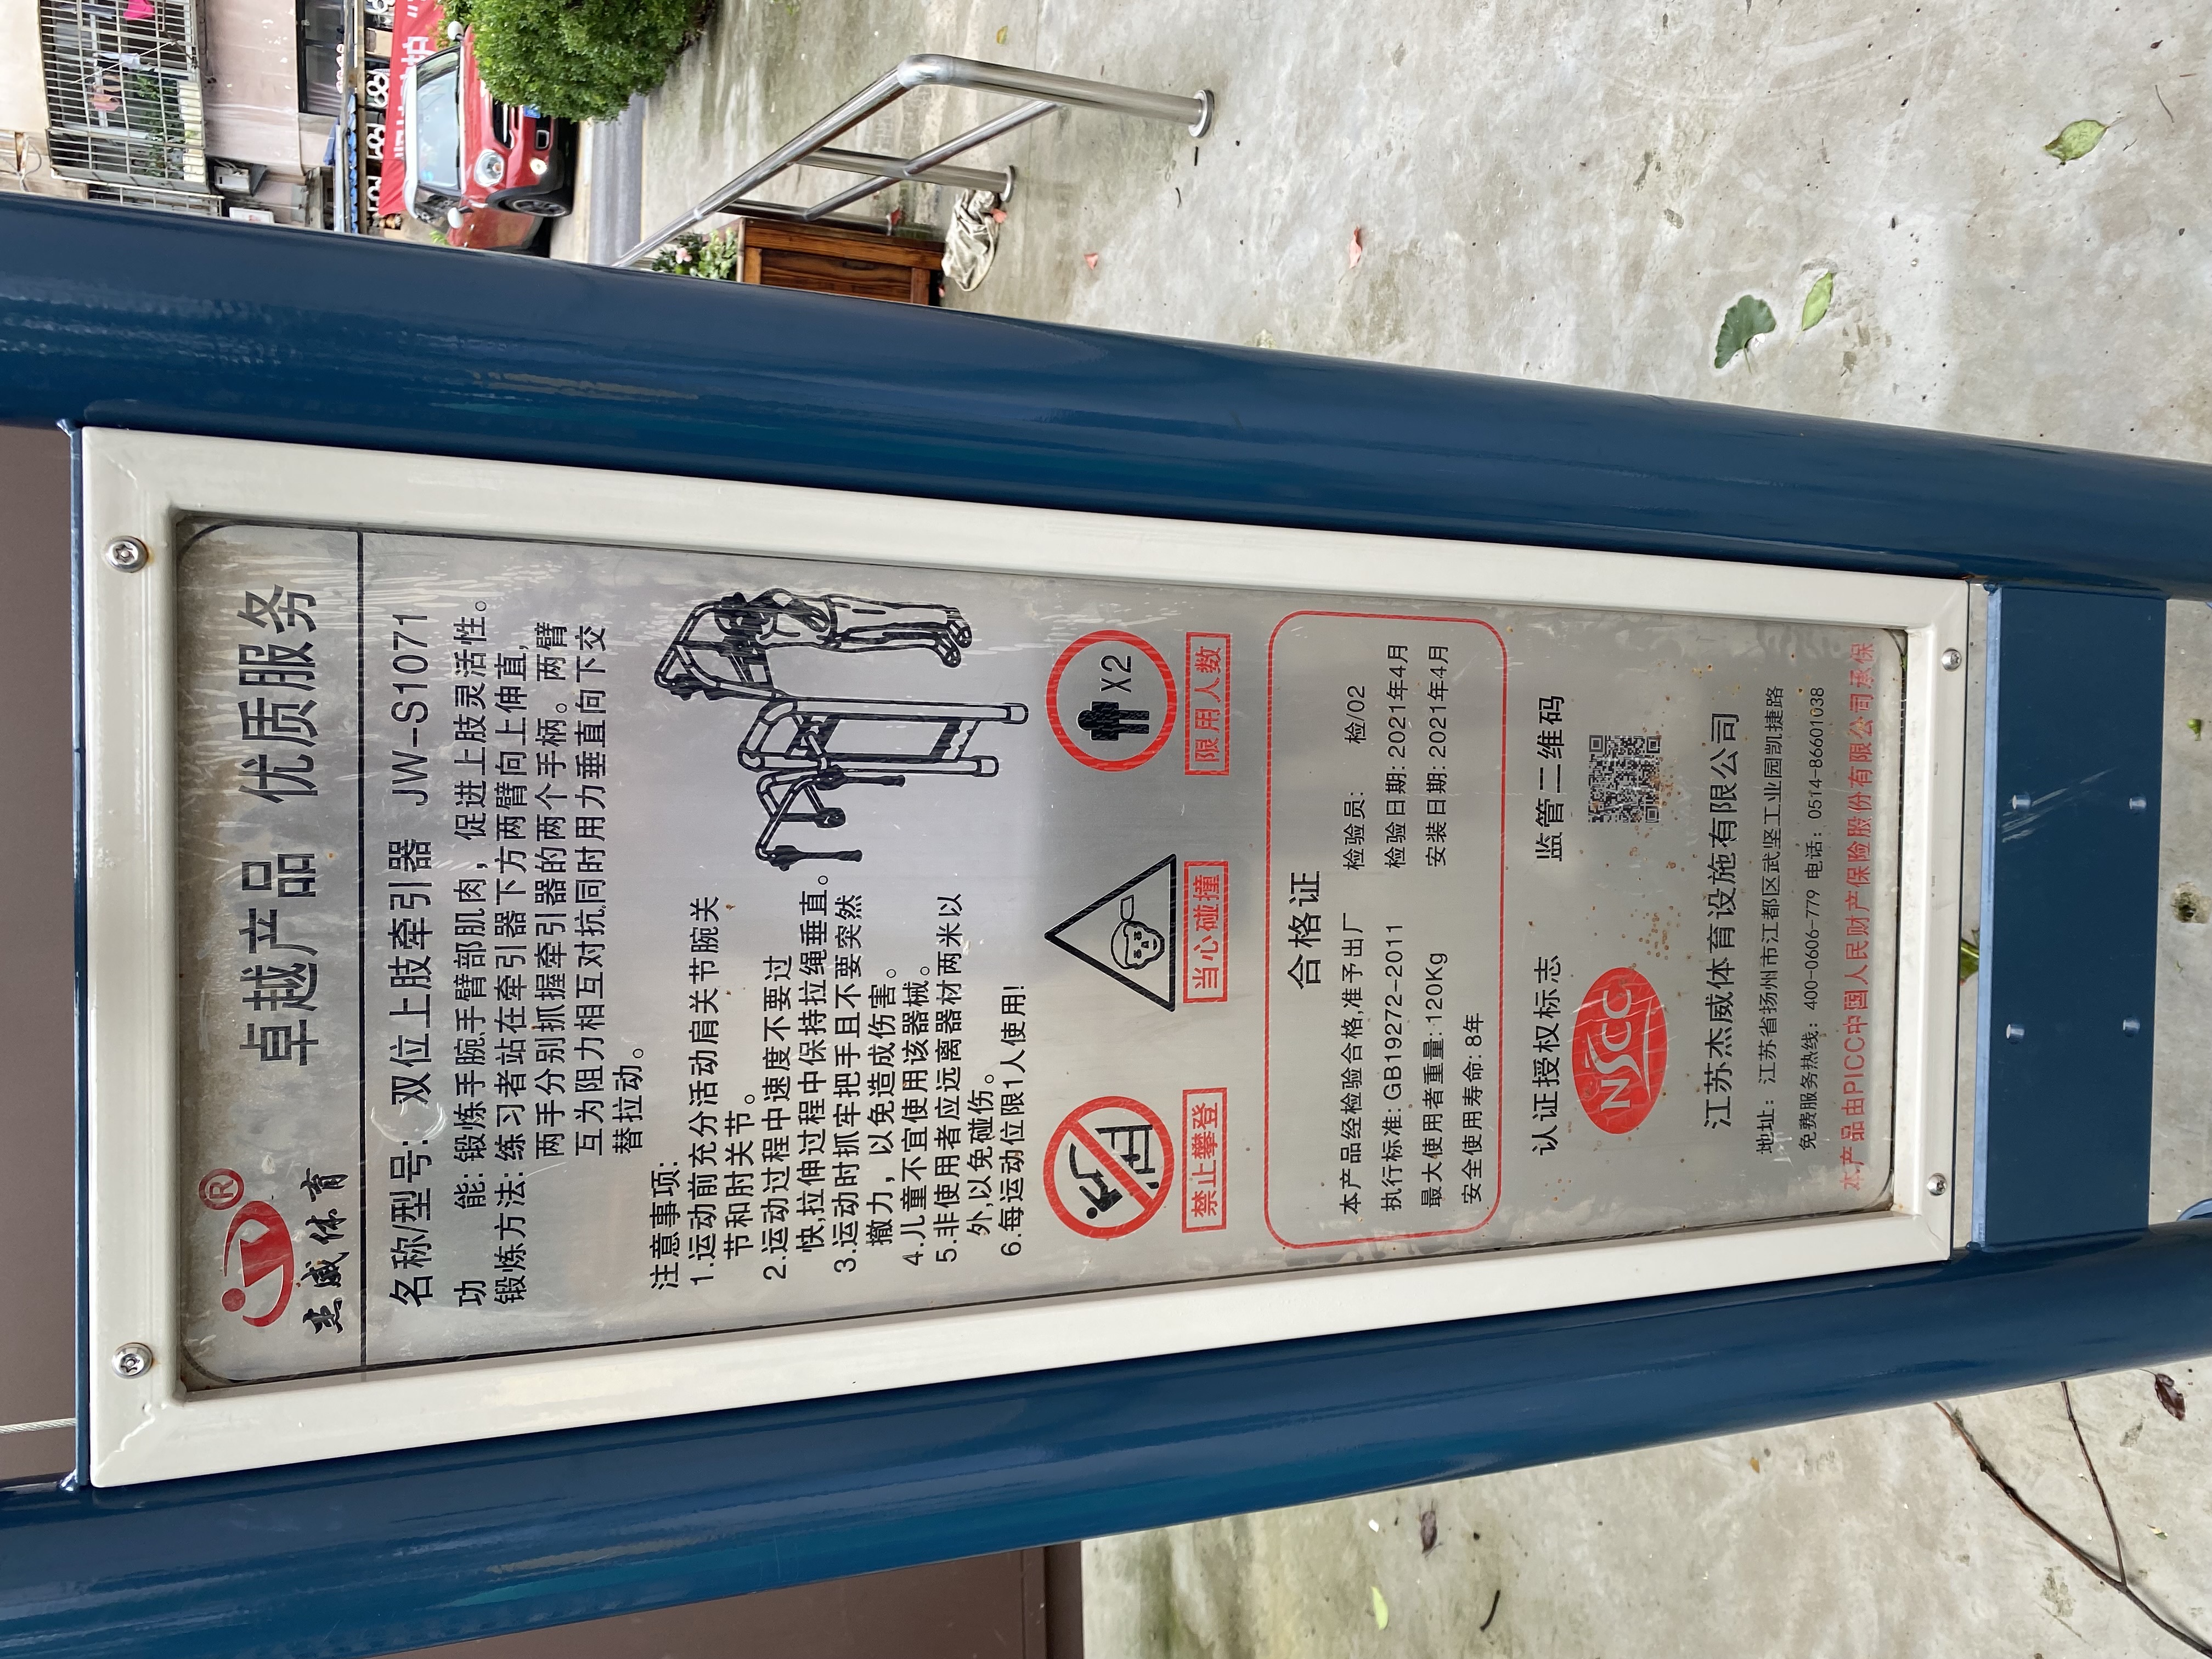 卓越产品 优质服务
®
杰威体育
名称/型号: 双位上肢牵引器 JW-S1071
功 能: 锻炼手腕、手臂部肌肉，促进上肢灵活性。
锻炼方法: 练习者站在牵引器下方两臂向上伸直,
两手分别抓握牵引器的两个手柄。两臂
互为阻力相互对抗同时用力垂直向下交
替拉动。
注意事项:
1.运动前充分活动肩关节腕关
节和肘关节。
2.运动过程中速度不要过
快,拉伸过程中保持拉绳垂直。
3.运动时抓牢把手且不要突然
撤力，以免造成伤害。
4.儿童不宜使用该器械。
5.非使用者应远离器材两米以
外,以免碰伤。
6.每运动位限1人使用!
X2
禁止攀登 当心碰撞 限用人数
合格证
本产品经检验合格,准予出厂 检验员: 检/02
执行标准: GB19272-2011 检验日期: 2021年4月
最大使用者重量: 120Kg 安装日期: 2021年4月
安全使用寿命: 8年
认证授权标志 监管二维码
NSCC
江苏杰威体育设施有限公司
地址: 江苏省扬州市江都区武坚工业园凯捷路
免费服务热线: 400-0606-779 电话: 0514-86601038
本产品由PICC中国人民财产保险股份有限公司承保